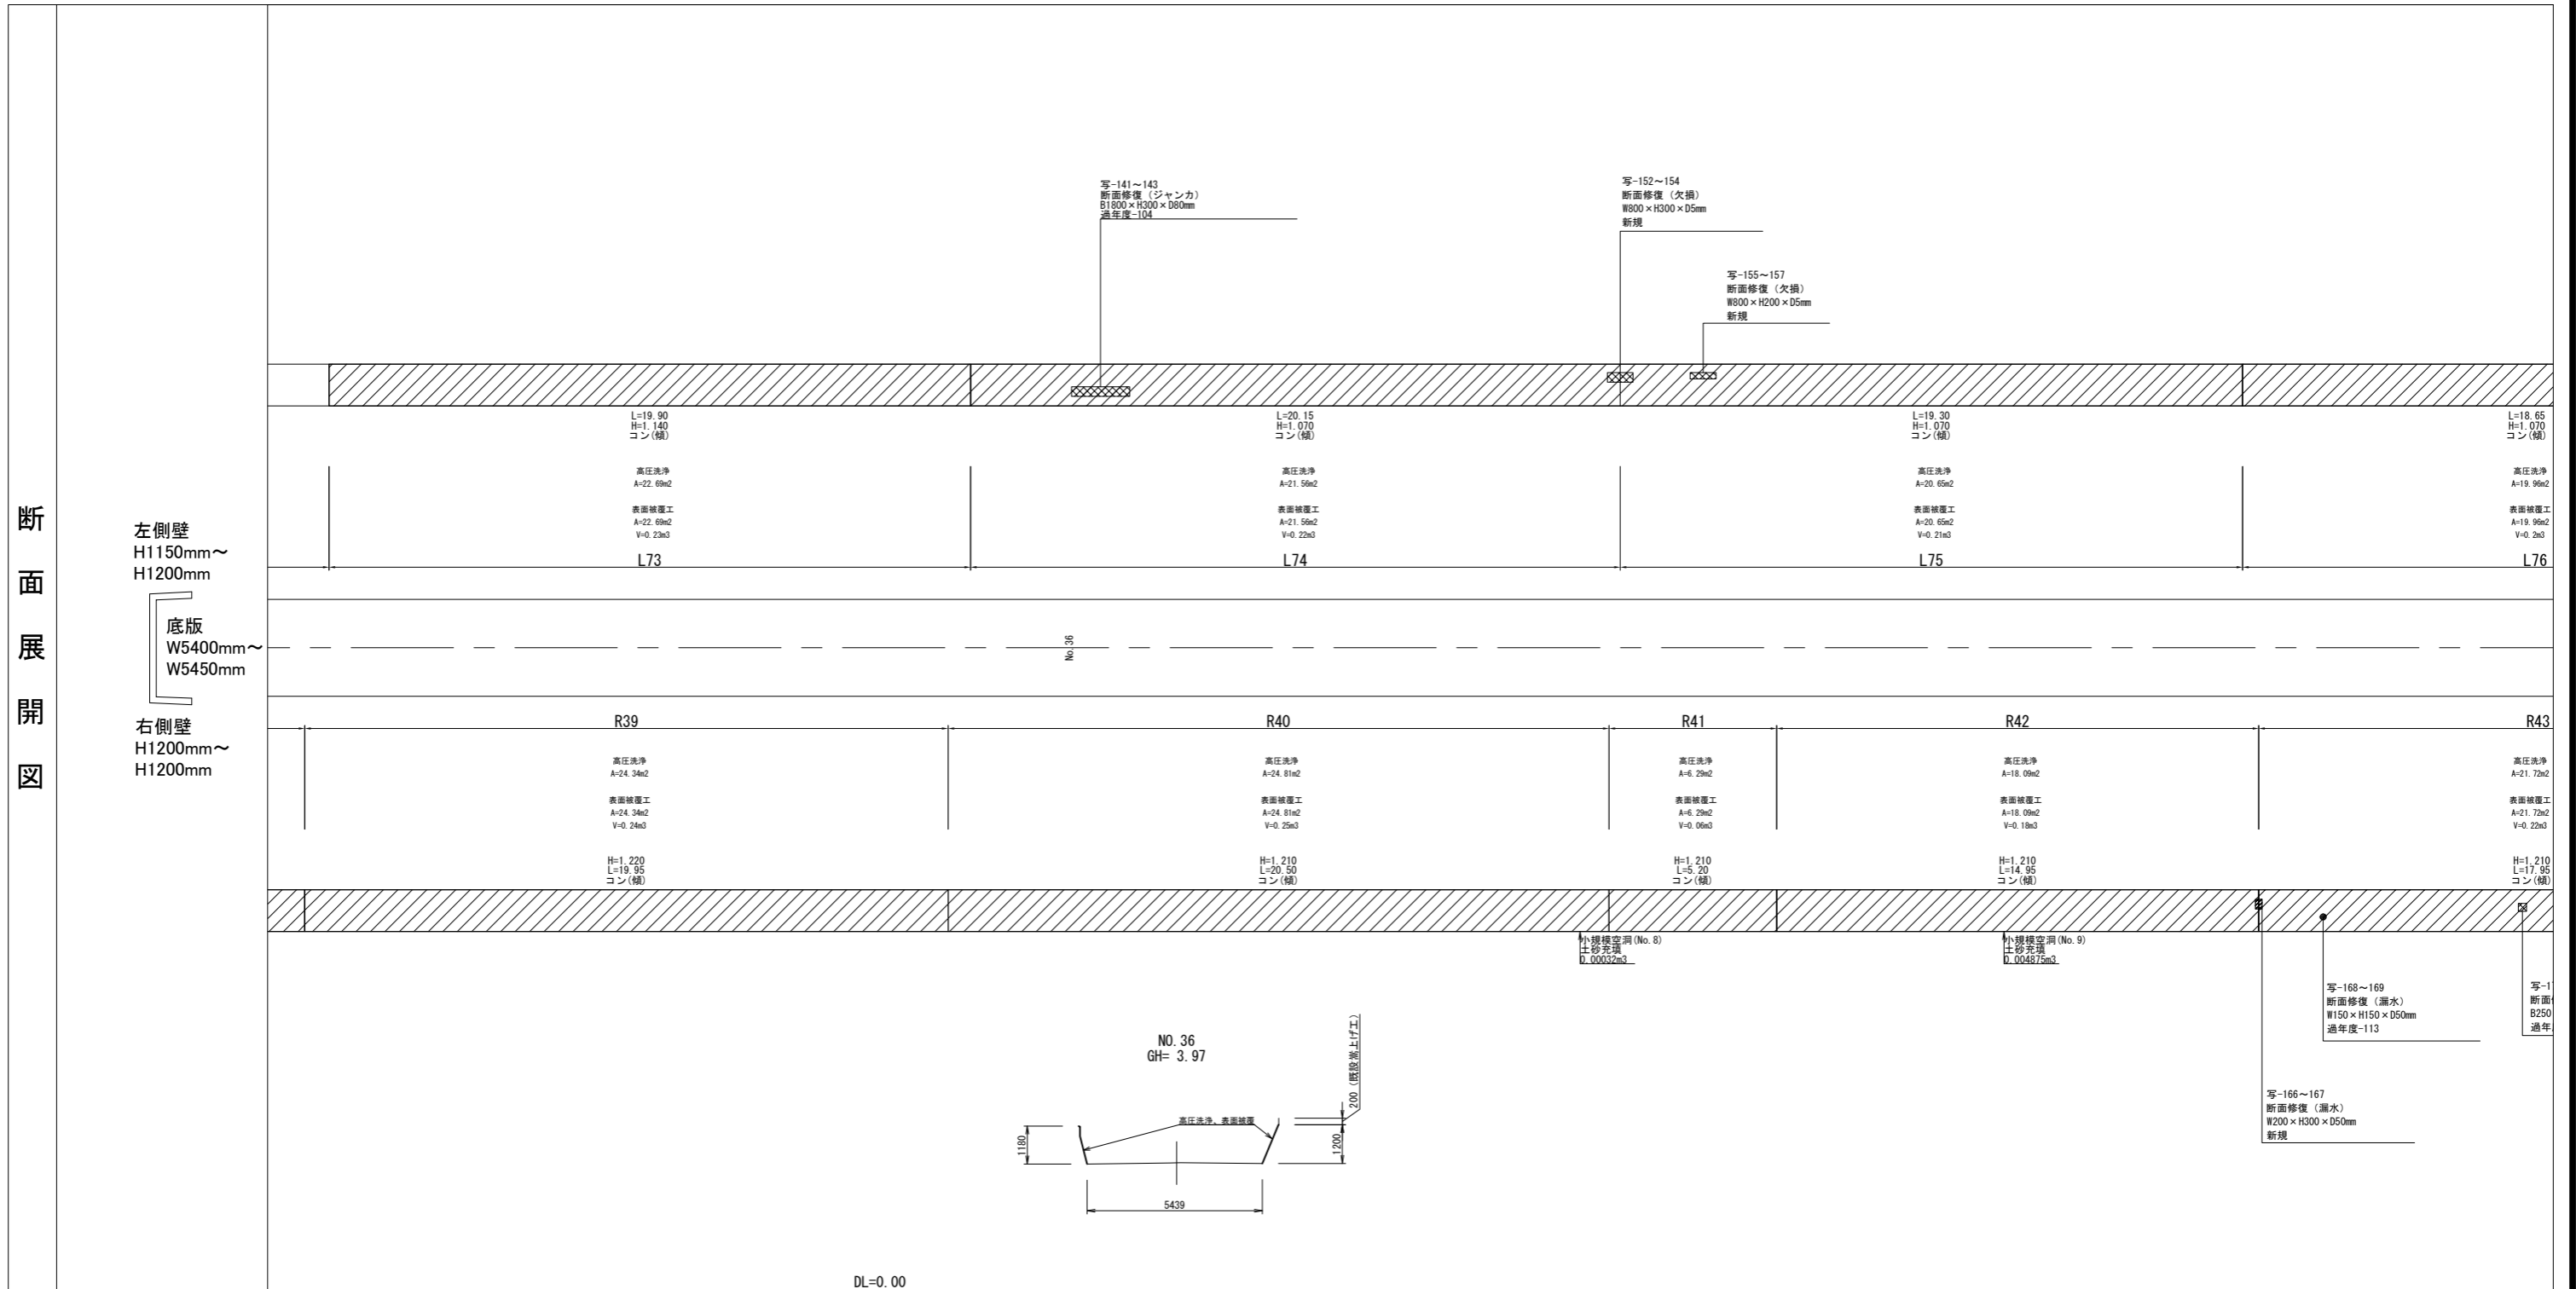 断面展開図
左側壁
H1150mm～
H1200mm
底版
W5400mm～
W5450mm
右側壁
H1200mm～
H1200mm
写-141～143
断面修復（ジャンカ）
B1800×H300×D80mm
過年度-104
写-152～154
断面修復（欠損）
W800×H300×D5mm
新規
写-155～157
断面修復（欠損）
W800×H200×D5mm
新規
L=19.90
H=1.140
コン(傾)
高圧洗浄
A=22.69m2
表面被覆工
A=22.69m2
V=0.23m3
L73
L=20.15
H=1.070
コン(傾)
高圧洗浄
A=21.56m2
表面被覆工
A=21.56m2
V=0.22m3
L74
L=19.30
H=1.070
コン(傾)
高圧洗浄
A=20.65m2
表面被覆工
A=20.65m2
V=0.21m3
L75
L=18.65
H=1.070
コン(傾)
高圧洗浄
A=19.96m2
表面被覆工
A=19.96m2
V=0.2m3
L76
No.36
R39
高圧洗浄
A=24.34m2
表面被覆工
A=24.34m2
V=0.24m3
H=1.220
L=19.95
コン(傾)
R40
高圧洗浄
A=24.81m2
表面被覆工
A=24.81m2
V=0.25m3
H=1.210
L=20.50
コン(傾)
R41
高圧洗浄
A=6.29m2
表面被覆工
A=6.29m2
V=0.06m3
H=1.210
L=5.20
コン(傾)
R42
高圧洗浄
A=18.09m2
表面被覆工
A=18.09m2
V=0.18m3
H=1.210
L=14.95
コン(傾)
R43
高圧洗浄
A=21.72m2
表面被覆工
A=21.72m2
V=0.22m3
H=1.210
L=17.95
コン(傾)
小規模空洞(No.8)
土砂充填
0.00032m3
小規模空洞(No.9)
土砂充填
0.004875m3
写-168～169
断面修復（漏水）
W150×H150×D50mm
過年度-113
写-1
断面
B250
過年
写-166～167
断面修復（漏水）
W200×H300×D50mm
新規
NO.36
GH= 3.97
200（既設嵩上げ工）
高圧洗浄、表面被覆
1180
1200
5439
DL=0.00